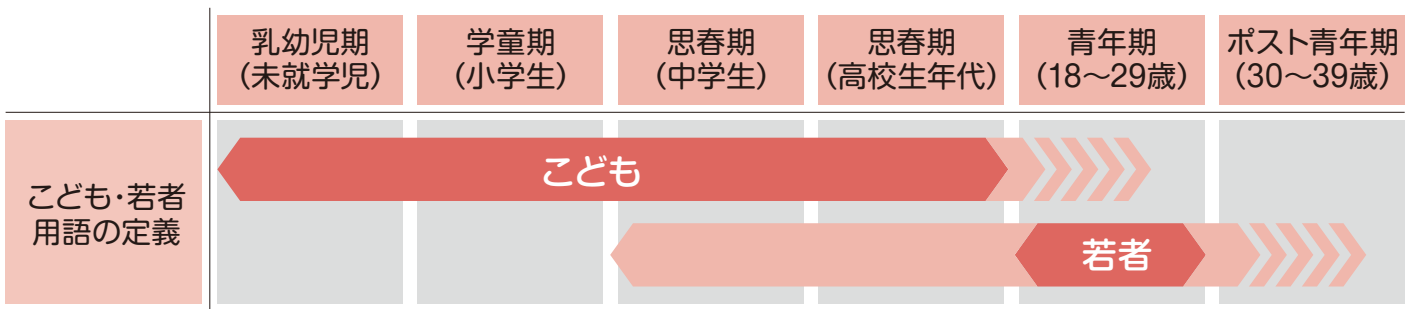 乳幼児期
(未就学児)
学童期
(小学生)
思春期
(中学生)
思春期
(高校生年代)
青年期
(18〜29歳)
ポスト青年期
(30〜39歳)
こども・若者
用語の定義
こども
若者